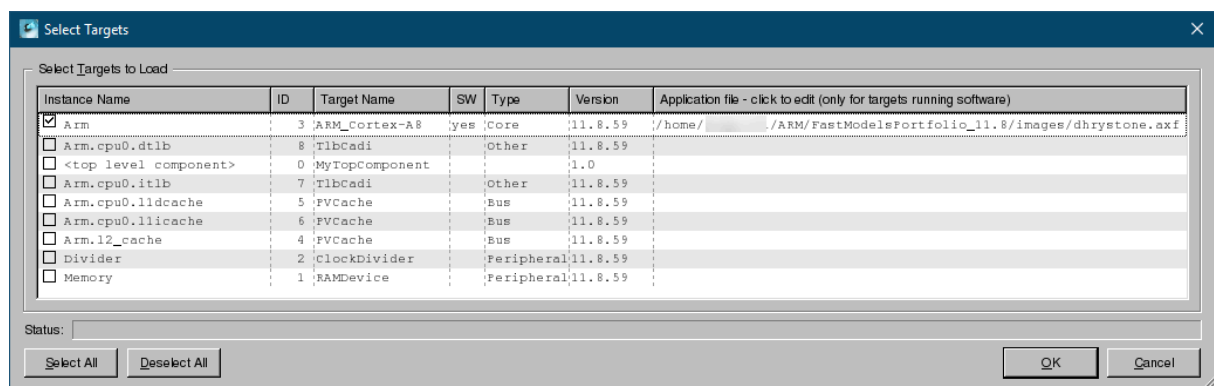 Select Targets
Select Targets to Load
Instance Name ID Target Name SW Type Version Application file - click to edit (only for targets running software)
Arm 3 ARM_Cortex-A8 yes Core 11.8.59 /home/ /ARM/FastModelsPortfolio_11.8/images/dhrystone.axf
Arm.cpu0.dtlb 8 TlbCadi Other 11.8.59
<top level component> 0 MyTopComponent 1.0
Arm.cpu0.itlb 7 TlbCadi Other 11.8.59
Arm.cpu0.l1dcache 5 PVCache Bus 11.8.59
Arm.cpu0.l1icache 6 PVCache Bus 11.8.59
Arm.l2_cache 4 PVCache Bus 11.8.59
Divider 2 ClockDivider Peripheral 11.8.59
Memory 1 RAMDevice Peripheral 11.8.59
Status:
Select All Deselect All OK Cancel